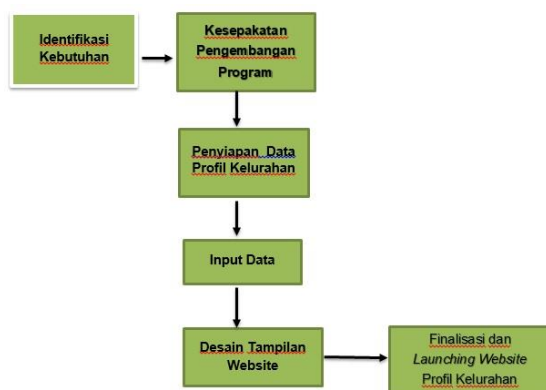 Identifikasi
Kebutuhan
Kesepakatan
Pengembangan
Program
Penyiapan Data
Profil Kelurahan
Input Data
Desain Tampilan
Website
Finalisasi dan
Launching Website
Profil Kelurahan